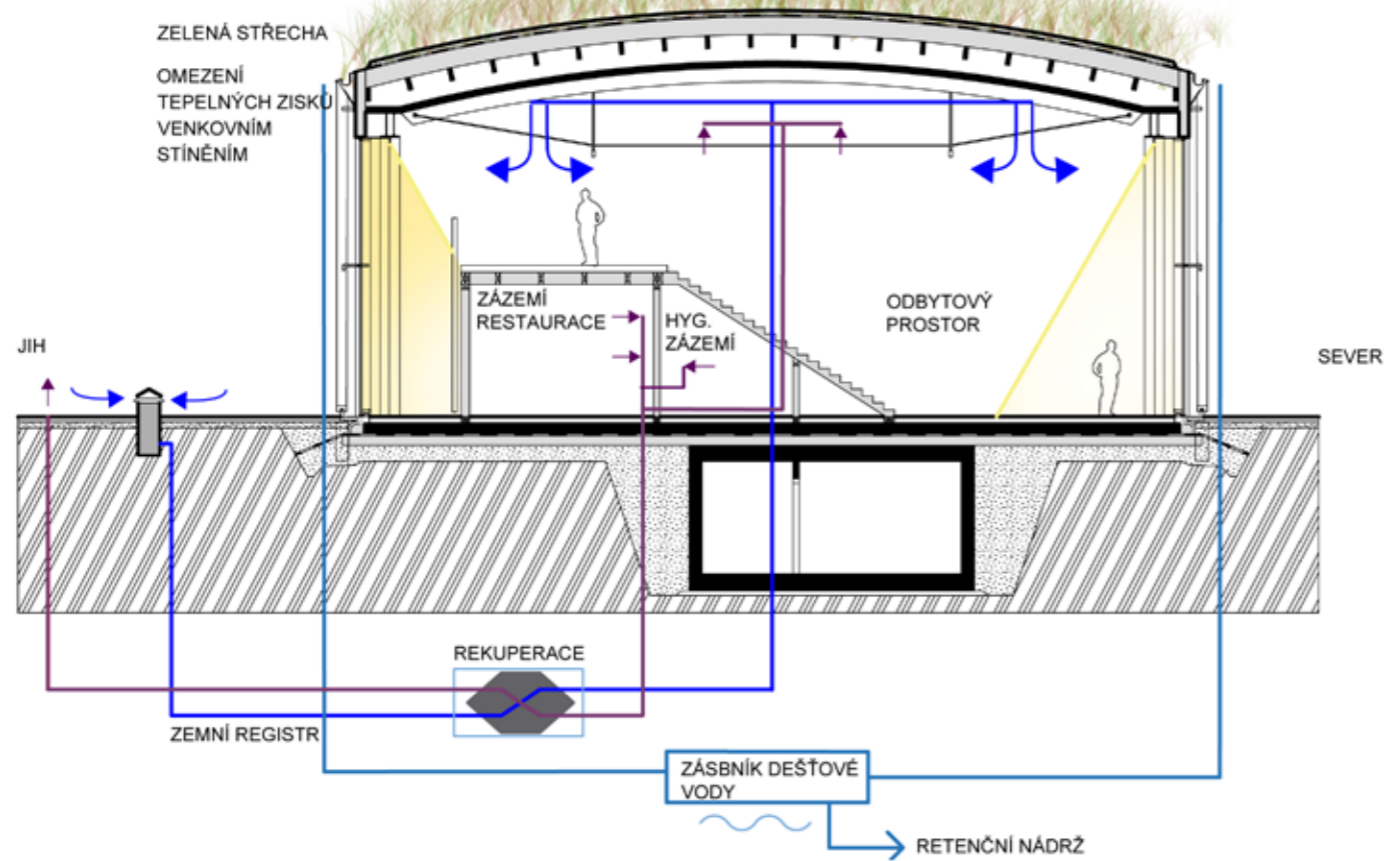 ZELENÁ STŘECHA
OMEZENÍ
TEPELNÝCH ZISKŮ
VENKOVNÍM
STÍNĚNÍM
ZÁZEMÍ
RESTAURACE
HYG.
ZÁZEMÍ
ODBYTOVÝ
PROSTOR
JIH
SEVER
REKUPERACE
ZEMNÍ REGISTR
ZÁSBNÍK DEŠŤOVÉ
VODY
RETENČNÍ NÁDRŽ